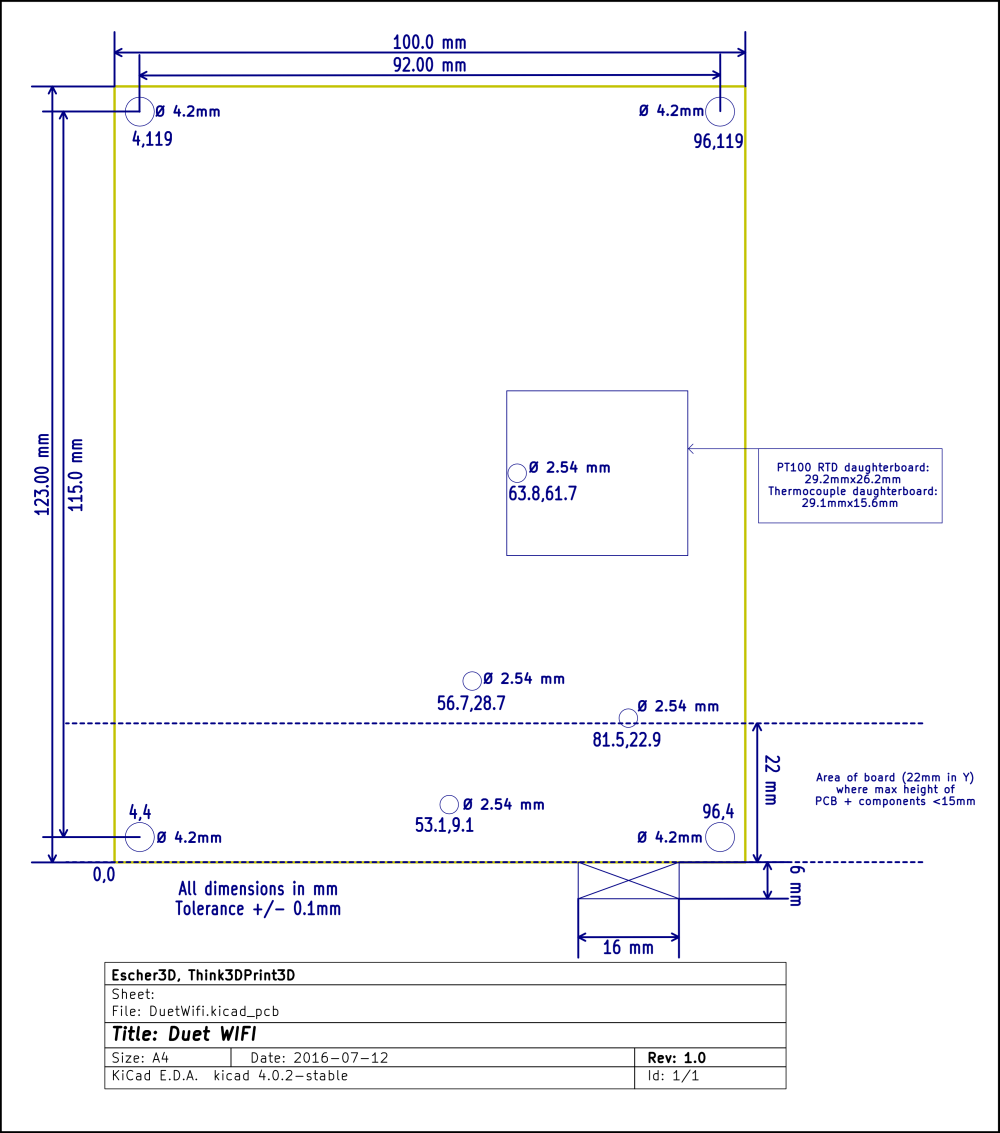 100.0 mm
92.00 mm
Ø 4.2mm
Ø 4.2mm
4,119
96,119
123.00 mm
115.0 mm
PT100 RTD daughterboard:
29.2mmx26.2mm
Thermocouple daughterboard:
29.1mmx15.6mm
Ø 2.54 mm
63.8,61.7
Ø 2.54 mm
56.7,28.7
Ø 2.54 mm
81.5,22.9
22 mm
Area of board (22mm in Y)
where max height of
PCB + components <15mm
Ø 2.54 mm
53.1,9.1
4,4
96,4
Ø 4.2mm
Ø 4.2mm
0,0
6 mm
All dimensions in mm
Tolerance +/- 0.1mm
16 mm
Escher3D, Think3DPrint3D
Sheet:
File: DuetWifi.kicad_pcb
Title: Duet WIFI
Size: A4
Date: 2016-07-12
Rev: 1.0
KiCad E.D.A. kicad 4.0.2-stable
Id: 1/1